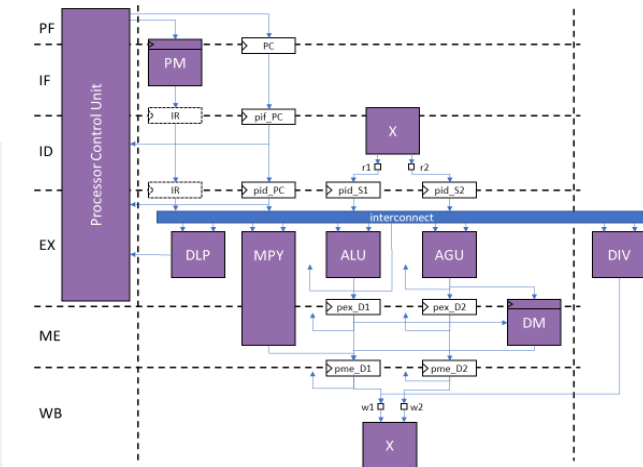 PF
PC
IF
PM
Processor Control Unit
IR
pif_PC
X
ID
r1
r2
IR
pid_PC
pid_S1
pid_S2
interconnect
EX
DLP
MPY
ALU
AGU
DIV
pex_D1
pex_D2
DM
ME
pme_D1
pme_D2
w1
w2
WB
X